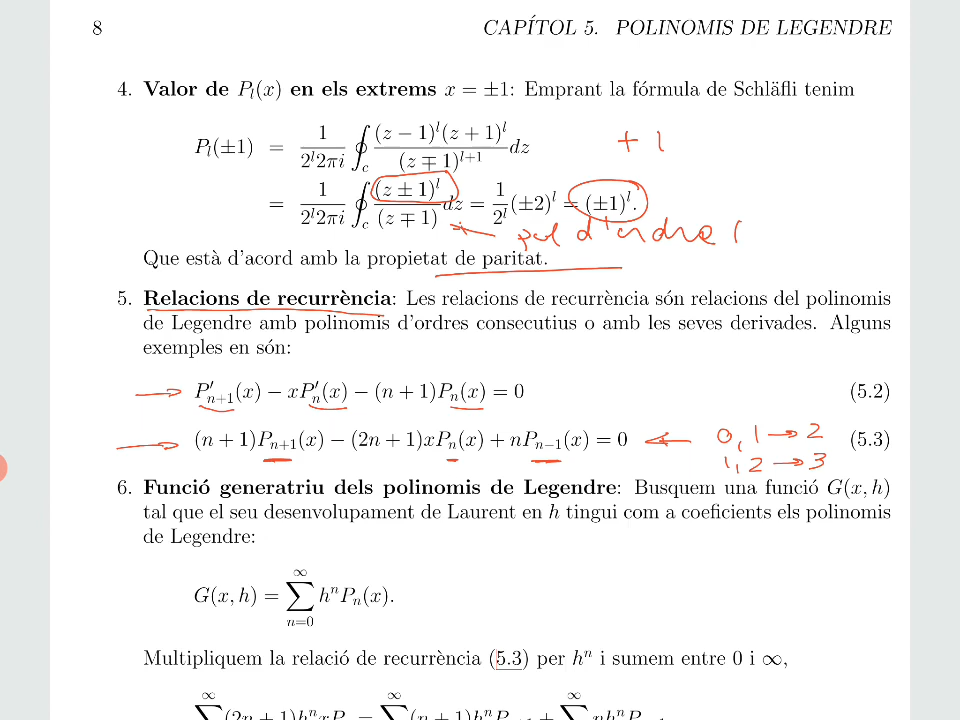 8 CAPÍTOL 5. POLINOMIS DE LEGENDRE
4. Valor de P_l(x) en els extrems x = ±1: Emprant la fórmula de Schläfli tenim
P_l(±1) = \frac{1}{2^l 2πi} ∮_c \frac{(z − 1)^l (z + 1)^l}{(z ∓ 1)^{l+1}} dz
+ 1
= \frac{1}{2^l 2πi} ∮_c \frac{(z ± 1)^l}{(z ∓ 1)} dz = \frac{1}{2^l} (±2)^l = (±1)^l.
pol d'ordre 1
Que està d'acord amb la propietat de paritat.
5. Relacions de recurrència: Les relacions de recurrència són relacions del polinomis
de Legendre amb polinomis d'ordres consecutius o amb les seves derivades. Alguns
exemples en són:
P'_{n+1}(x) − xP'_n(x) − (n + 1)P_n(x) = 0 (5.2)
(n + 1)P_{n+1}(x) − (2n + 1)xP_n(x) + nP_{n−1}(x) = 0 (5.3)
0, 1 → 2
1, 2 → 3
6. Funció generatriu dels polinomis de Legendre: Busquem una funció G(x, h)
tal que el seu desenvolupament de Laurent en h tingui com a coeficients els polinomis
de Legendre:
G(x, h) = \sum_{n=0}^{∞} h^n P_n(x).
Multipliquem la relació de recurrència (5.3) per h^n i sumem entre 0 i ∞,